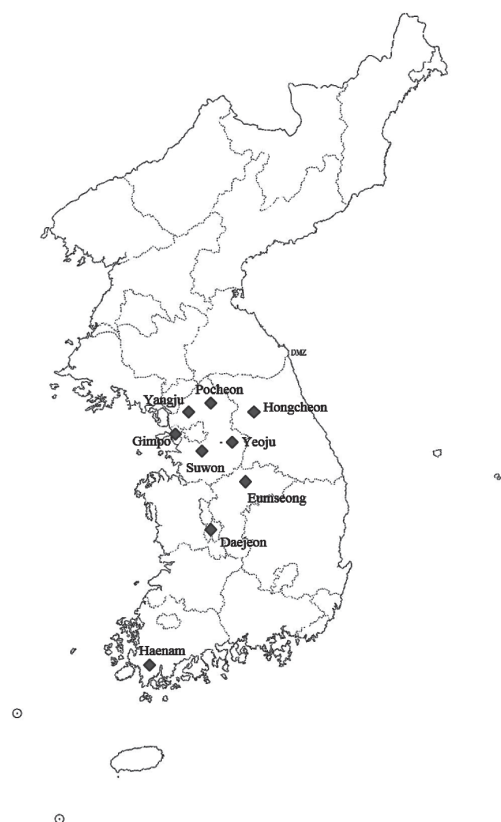 DMZ
Pocheon
Yangju
Hongcheon
Gimpo
Yeoju
Suwon
Eumseong
Daejeon
Haenam